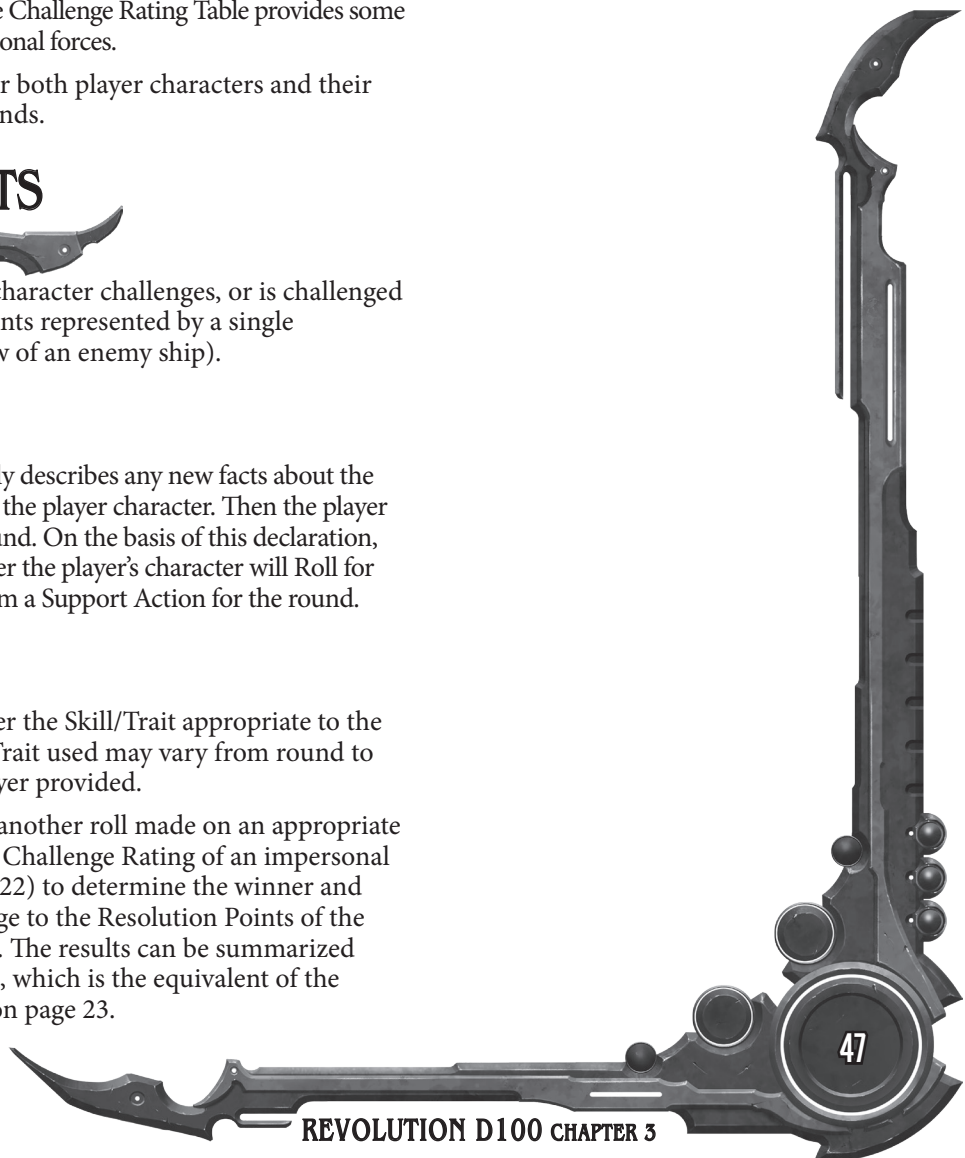 e Challenge Rating Table provides some
onal forces.
r both player characters and their
nds.
TS
character challenges, or is challenged
nts represented by a single
w of an enemy ship).
ly describes any new facts about the
the player character. Then the player
und. On the basis of this declaration,
er the player's character will Roll for
m a Support Action for the round.
er the Skill/Trait appropriate to the
Trait used may vary from round to
yer provided.
another roll made on an appropriate
Challenge Rating of an impersonal
22) to determine the winner and
ge to the Resolution Points of the
. The results can be summarized
, which is the equivalent of the
on page 23.
47
REVOLUTION D100 CHAPTER 3